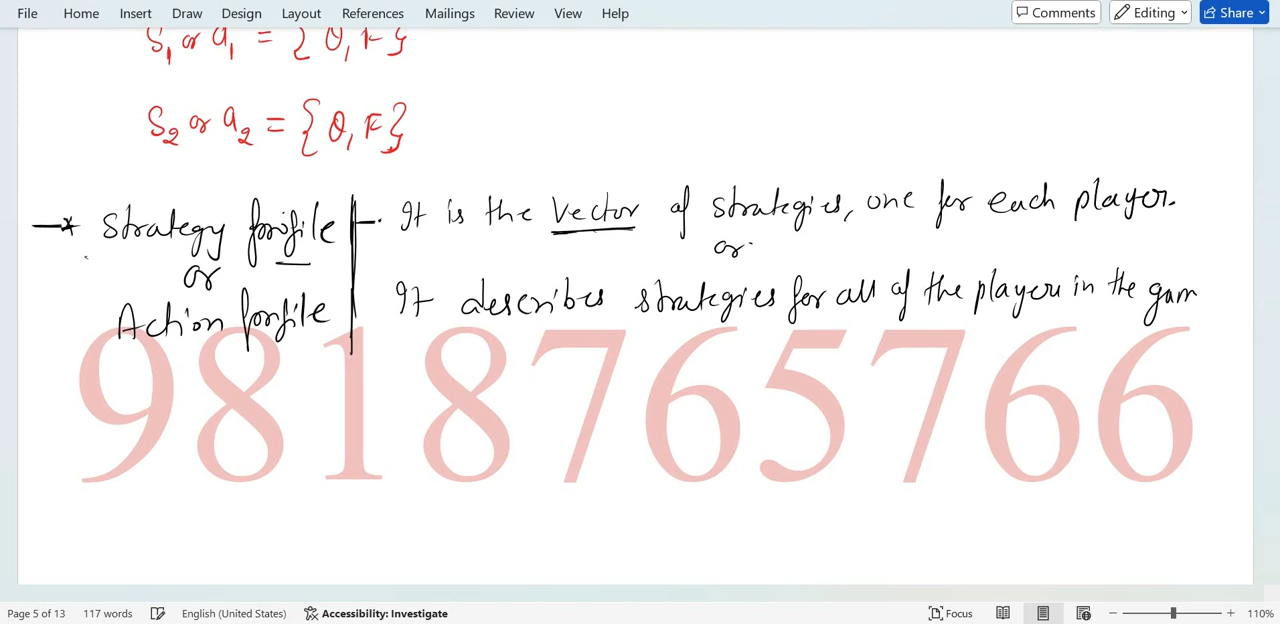 File Home Insert Draw Design Layout References Mailings Review View Help Comments Editing Share
S1 or a1 = { O, F }
S2 or a2 = { O, F }
Strategy forofile | It is the Vector of strategies, one for each player.
or or
Action forofile | It describes strategies for all of the player in the gam
9818765766
Page 5 of 13 117 words English (United States) Accessibility: Investigate Focus 110%